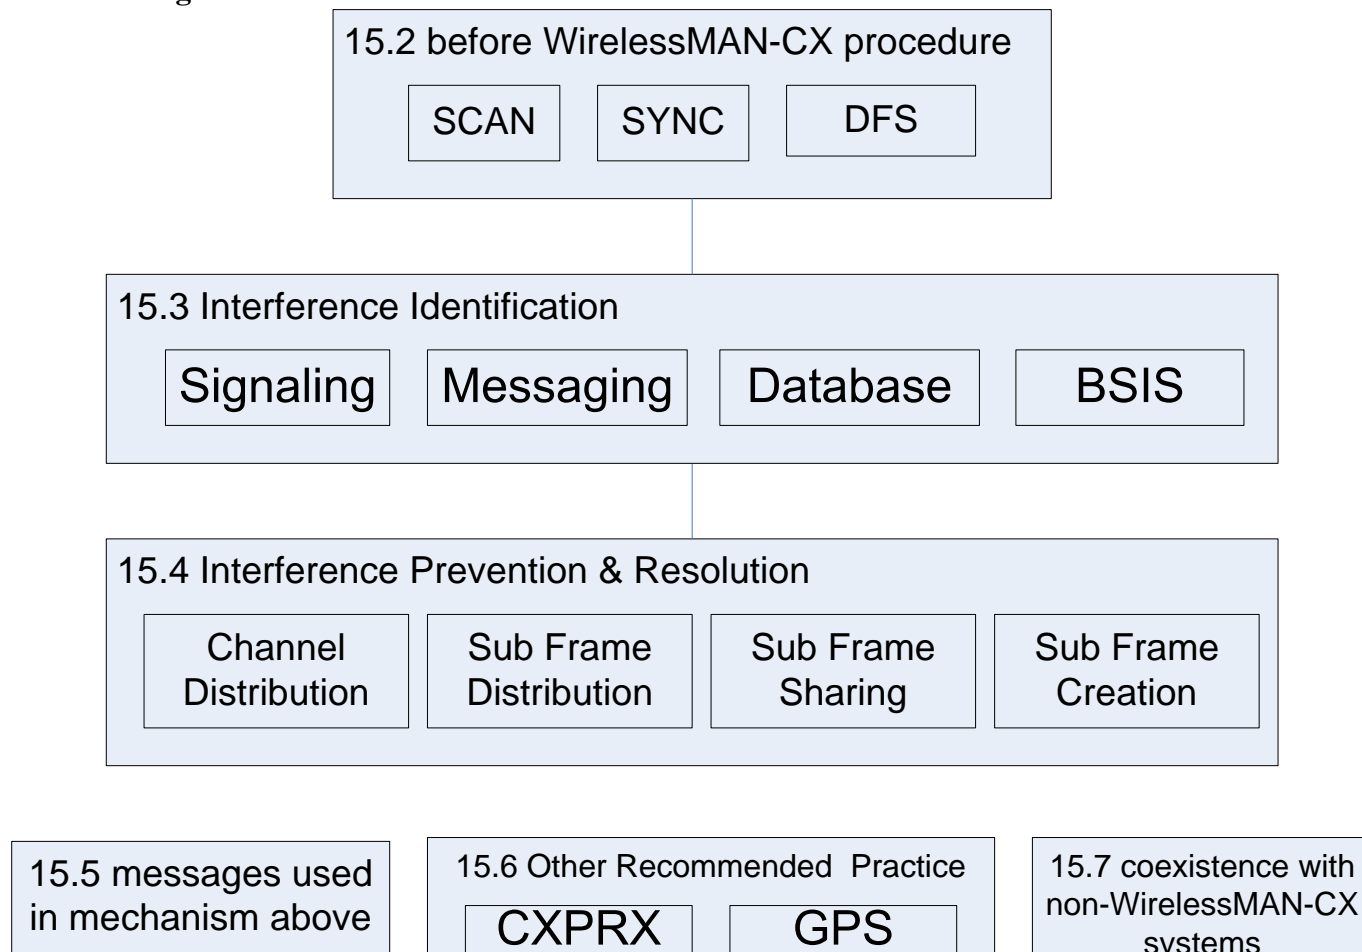 15.2 before WirelessMAN-CX procedure
SCAN SYNC DFS
15.3 Interference Identification
Signaling Messaging Database BSIS
15.4 Interference Prevention & Resolution
Channel
Distribution
Sub Frame
Distribution
Sub Frame
Sharing
Sub Frame
Creation
15.5 messages used
in mechanism above
15.6 Other Recommended Practice
CXPRX GPS
15.7 coexistence with
non-WirelessMAN-CX
systems